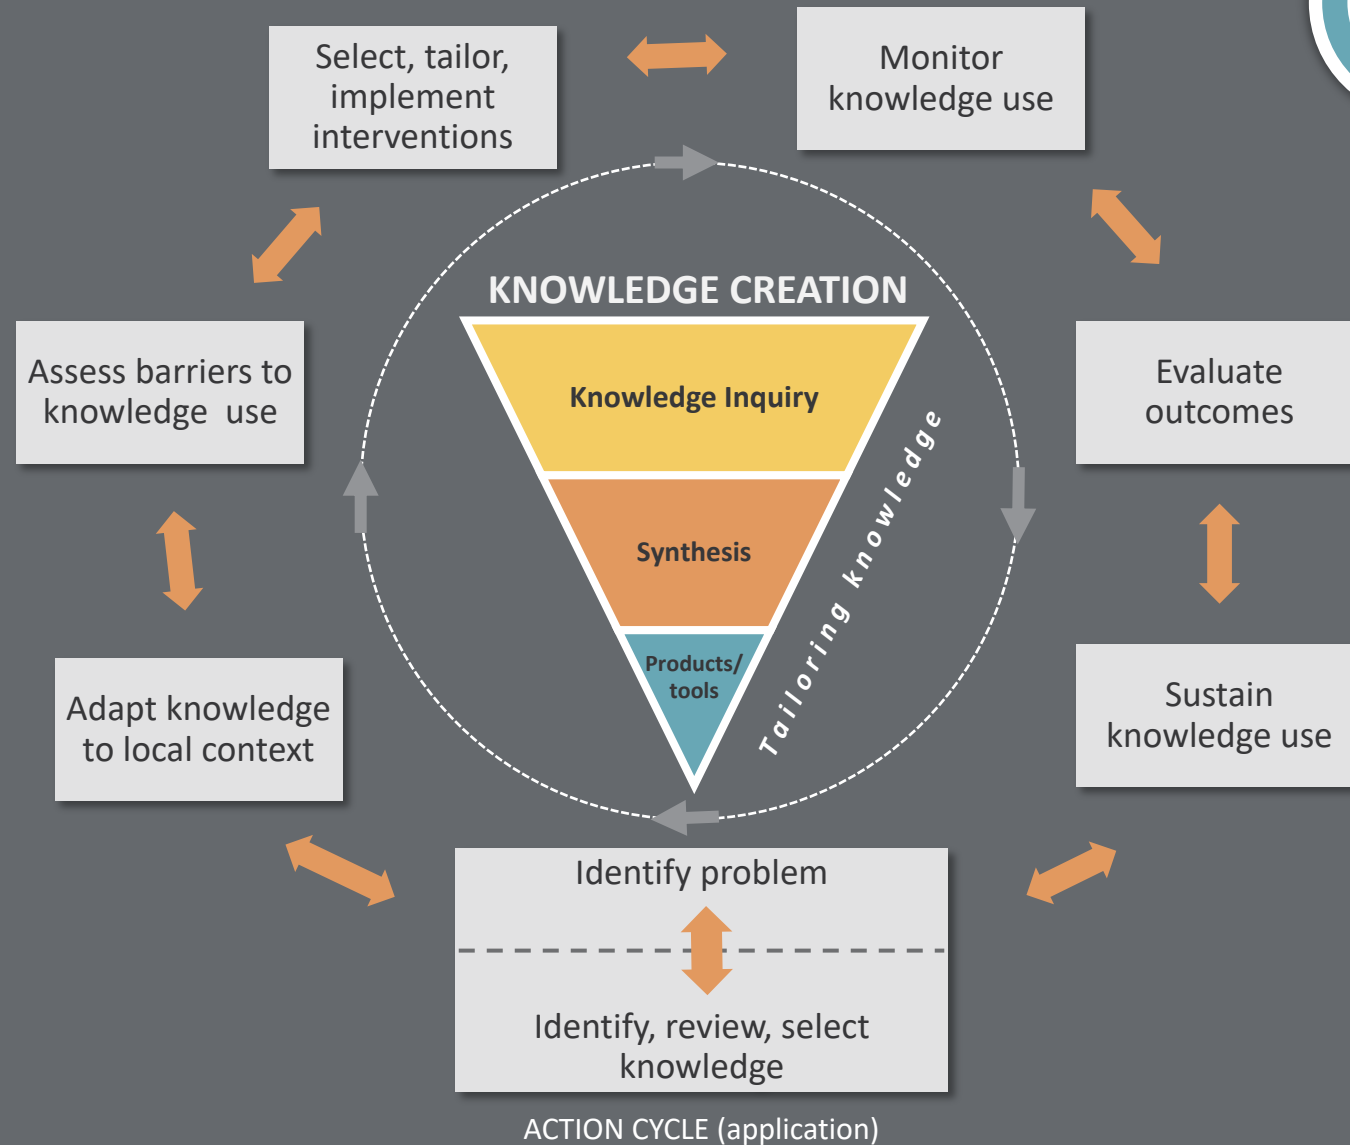 Select, tailor,
implement
interventions
Monitor
knowledge use
KNOWLEDGE CREATION
Assess barriers to
knowledge  use
Knowledge Inquiry
Evaluate
outcomes
Synthesis
Tailoring knowledge
Products/
tools
Adapt knowledge
to local context
Sustain
knowledge use
Identify problem
Identify, review, select
knowledge
ACTION CYCLE (application)